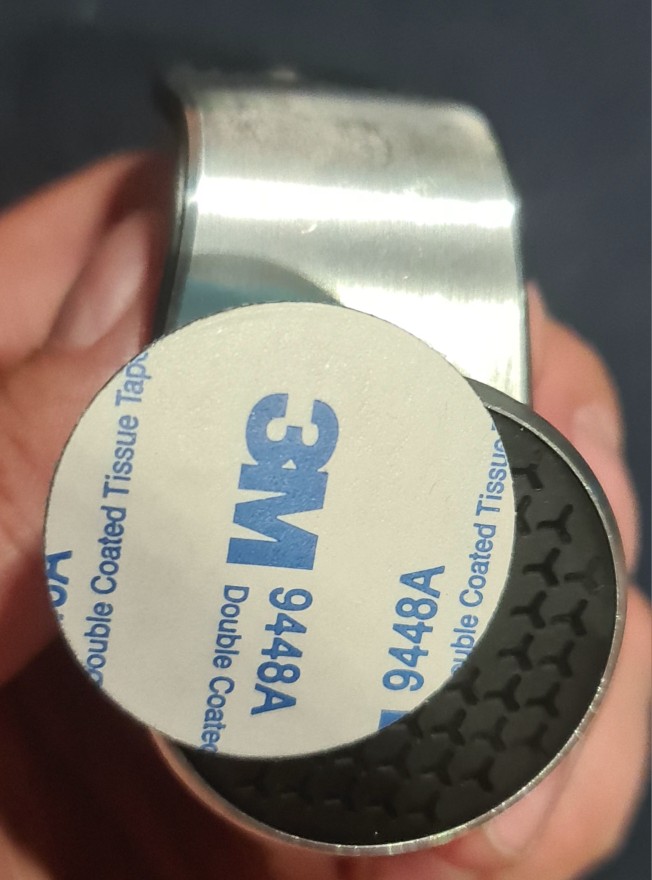 3M
9448A
Double Coated
Double Coated Tissue Tape
9448A
Double Coated Tissue